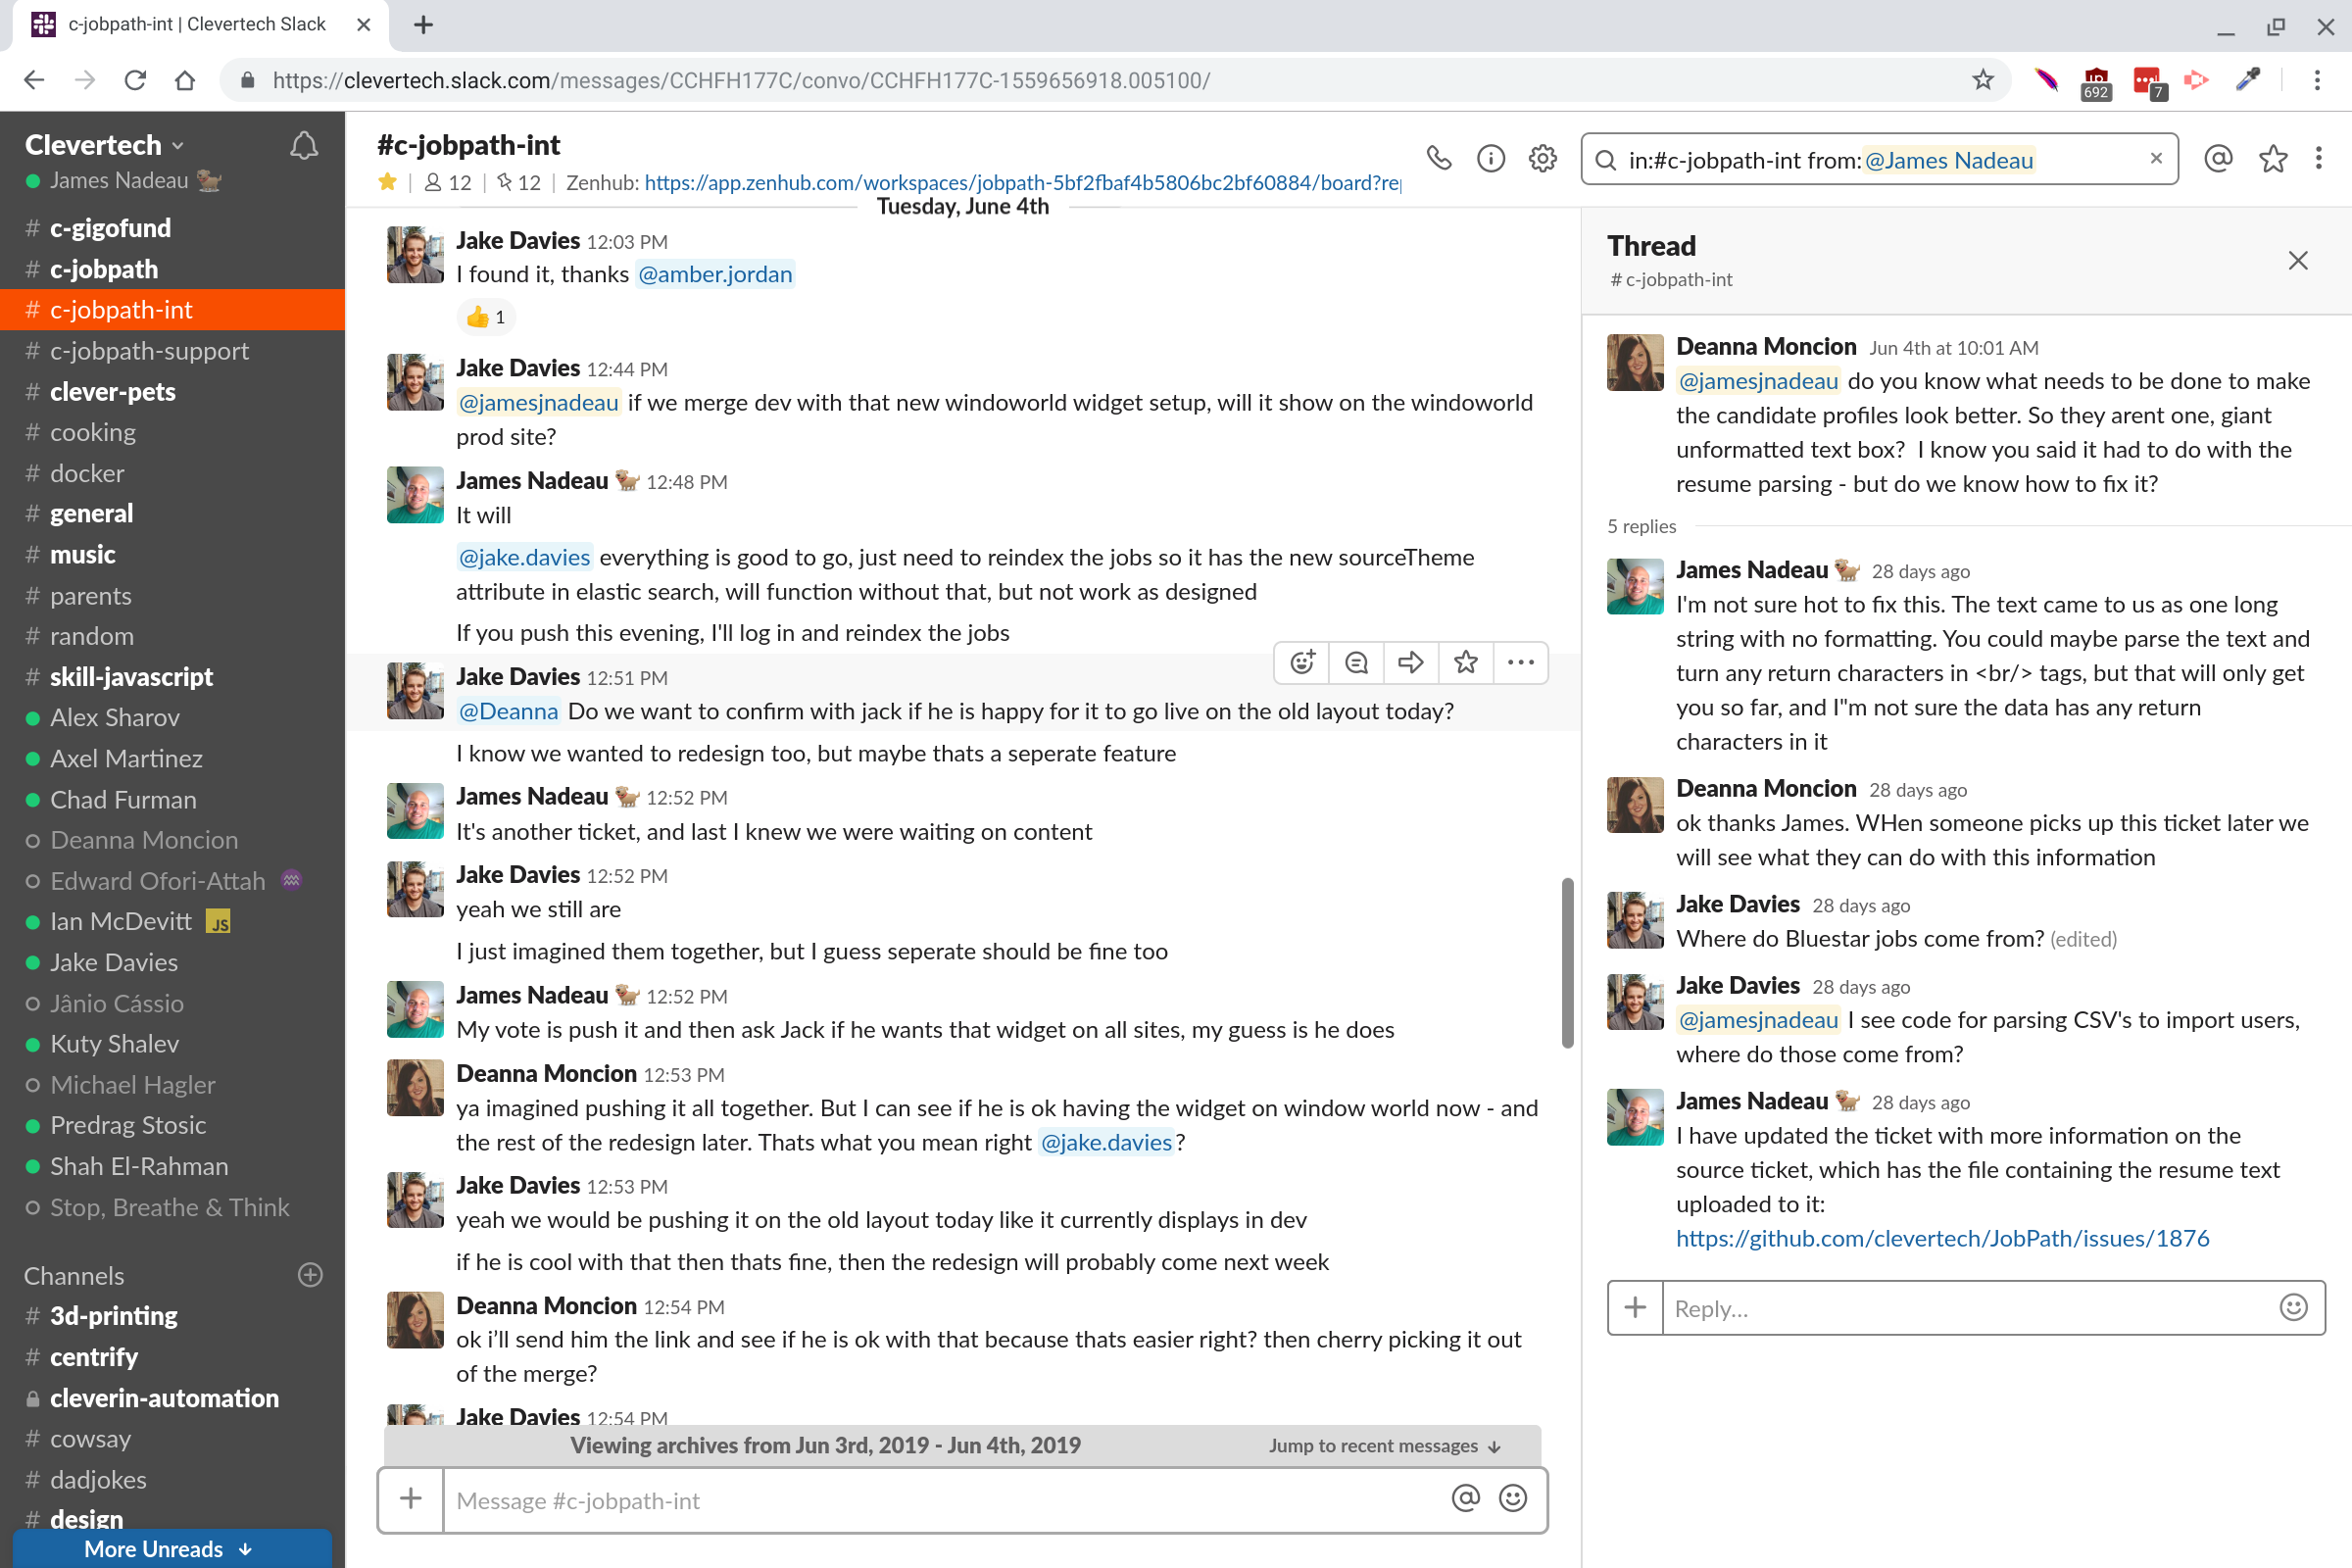 c-jobpath-int | Clevertech Slack
https://clevertech.slack.com/messages/CCHFH177C/convo/CCHFH177C-1559656918.005100/
692
7
Clevertech
James Nadeau
# c-gigofund
# c-jobpath
# c-jobpath-int
# c-jobpath-support
# clever-pets
# cooking
# docker
# general
# music
# parents
# random
# skill-javascript
Alex Sharov
Axel Martinez
Chad Furman
Deanna Moncion
Edward Ofori-Attah
Ian McDevitt JS
Jake Davies
Jânio Cássio
Kuty Shalev
Michael Hagler
Predrag Stosic
Shah El-Rahman
Stop, Breathe & Think
Channels
# 3d-printing
# centrify
cleverin-automation
# cowsay
# dadjokes
# design
More Unreads
#c-jobpath-int
12 | 12 | Zenhub: https://app.zenhub.com/workspaces/jobpath-5bf2fbaf4b5806bc2bf60884/board?rep
in:#c-jobpath-int from:@James Nadeau
Tuesday, June 4th
Jake Davies 12:03 PM
I found it, thanks @amber.jordan
1
Jake Davies 12:44 PM
@jamesjnadeau if we merge dev with that new windoworld widget setup, will it show on the windoworld
prod site?
James Nadeau 12:48 PM
It will
@jake.davies everything is good to go, just need to reindex the jobs so it has the new sourceTheme
attribute in elastic search, will function without that, but not work as designed
If you push this evening, I'll log in and reindex the jobs
Jake Davies 12:51 PM
@Deanna Do we want to confirm with jack if he is happy for it to go live on the old layout today?
I know we wanted to redesign too, but maybe thats a seperate feature
James Nadeau 12:52 PM
It's another ticket, and last I knew we were waiting on content
Jake Davies 12:52 PM
yeah we still are
I just imagined them together, but I guess seperate should be fine too
James Nadeau 12:52 PM
My vote is push it and then ask Jack if he wants that widget on all sites, my guess is he does
Deanna Moncion 12:53 PM
ya imagined pushing it all together. But I can see if he is ok having the widget on window world now - and
the rest of the redesign later. Thats what you mean right @jake.davies?
Jake Davies 12:53 PM
yeah we would be pushing it on the old layout today like it currently displays in dev
if he is cool with that then thats fine, then the redesign will probably come next week
Deanna Moncion 12:54 PM
ok i'll send him the link and see if he is ok with that because thats easier right? then cherry picking it out
of the merge?
Jake Davies 12:54 PM
Viewing archives from Jun 3rd, 2019 - Jun 4th, 2019
Jump to recent messages
Message #c-jobpath-int
Thread
# c-jobpath-int
Deanna Moncion Jun 4th at 10:01 AM
@jamesjnadeau do you know what needs to be done to make
the candidate profiles look better. So they arent one, giant
unformatted text box? I know you said it had to do with the
resume parsing - but do we know how to fix it?
5 replies
James Nadeau 28 days ago
I'm not sure hot to fix this. The text came to us as one long
string with no formatting. You could maybe parse the text and
turn any return characters in <br/> tags, but that will only get
you so far, and I"m not sure the data has any return
characters in it
Deanna Moncion 28 days ago
ok thanks James. WHen someone picks up this ticket later we
will see what they can do with this information
Jake Davies 28 days ago
Where do Bluestar jobs come from? (edited)
Jake Davies 28 days ago
@jamesjnadeau I see code for parsing CSV's to import users,
where do those come from?
James Nadeau 28 days ago
I have updated the ticket with more information on the
source ticket, which has the file containing the resume text
uploaded to it:
https://github.com/clevertech/JobPath/issues/1876
Reply...